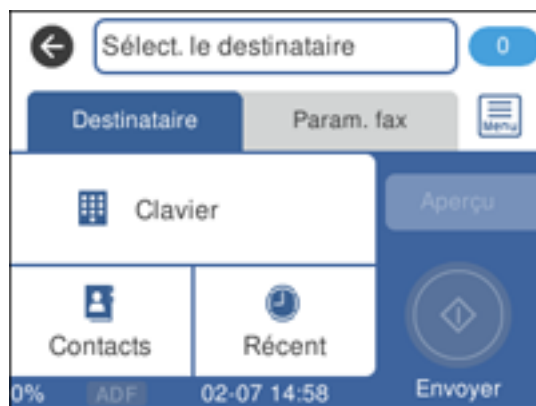 Sélect. le destinataire
0
Destinataire
Param. fax
Menu
Clavier
Aperçu
Contacts
Récent
0%
ADF
02-07 14:58
Envoyer